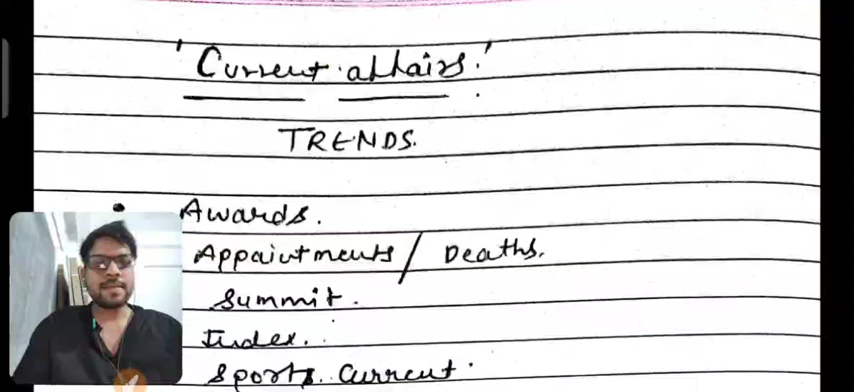 'Current affairs.'
TRENDS.
Awards.
Appointments / Deaths.
Summit.
Index.
Sports. Current